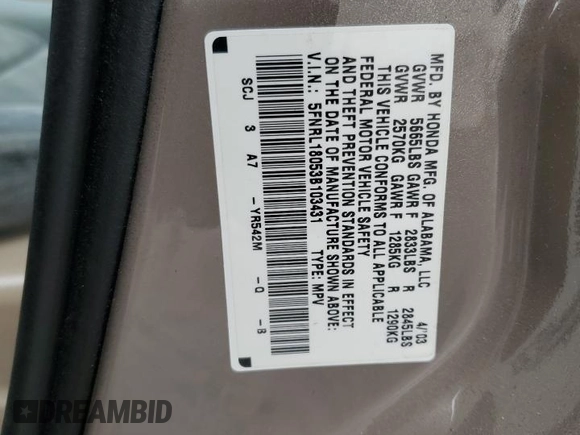 MFD. BY HONDA MFG. OF ALABAMA, LLC 4/'03
GVWR 5665LBS GAWR F 2833LBS R 2845LBS
GVWR 2570KG GAWR F 1285KG R 1290KG
THIS VEHICLE CONFORMS TO ALL APPLICABLE
FEDERAL MOTOR VEHICLE SAFETY
AND THEFT PREVENTION STANDARDS IN EFFECT
ON THE DATE OF MANUFACTURE SHOWN ABOVE:
V.I.N.: 5FNRL18053B103431 TYPE: MPV
SCJ 3 A7 - YR542M - Q - B
DREAMBID